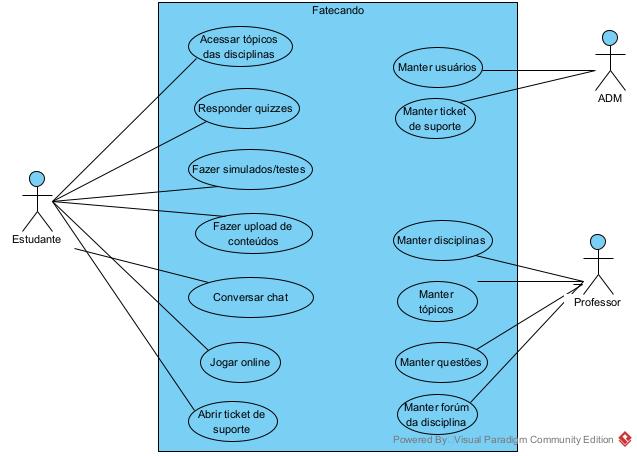 Fatecando
Acessar tópicos
das disciplinas
Responder quizzes
Fazer simulados/testes
Fazer upload de
conteúdos
Conversar chat
Jogar online
Abrir ticket de
suporte
Estudante
Manter usuários
Manter ticket
de suporte
ADM
Manter disciplinas
Manter
tópicos
Manter questões
Manter forúm
da disciplina
Professor
Powered By: Visual Paradigm Community Edition